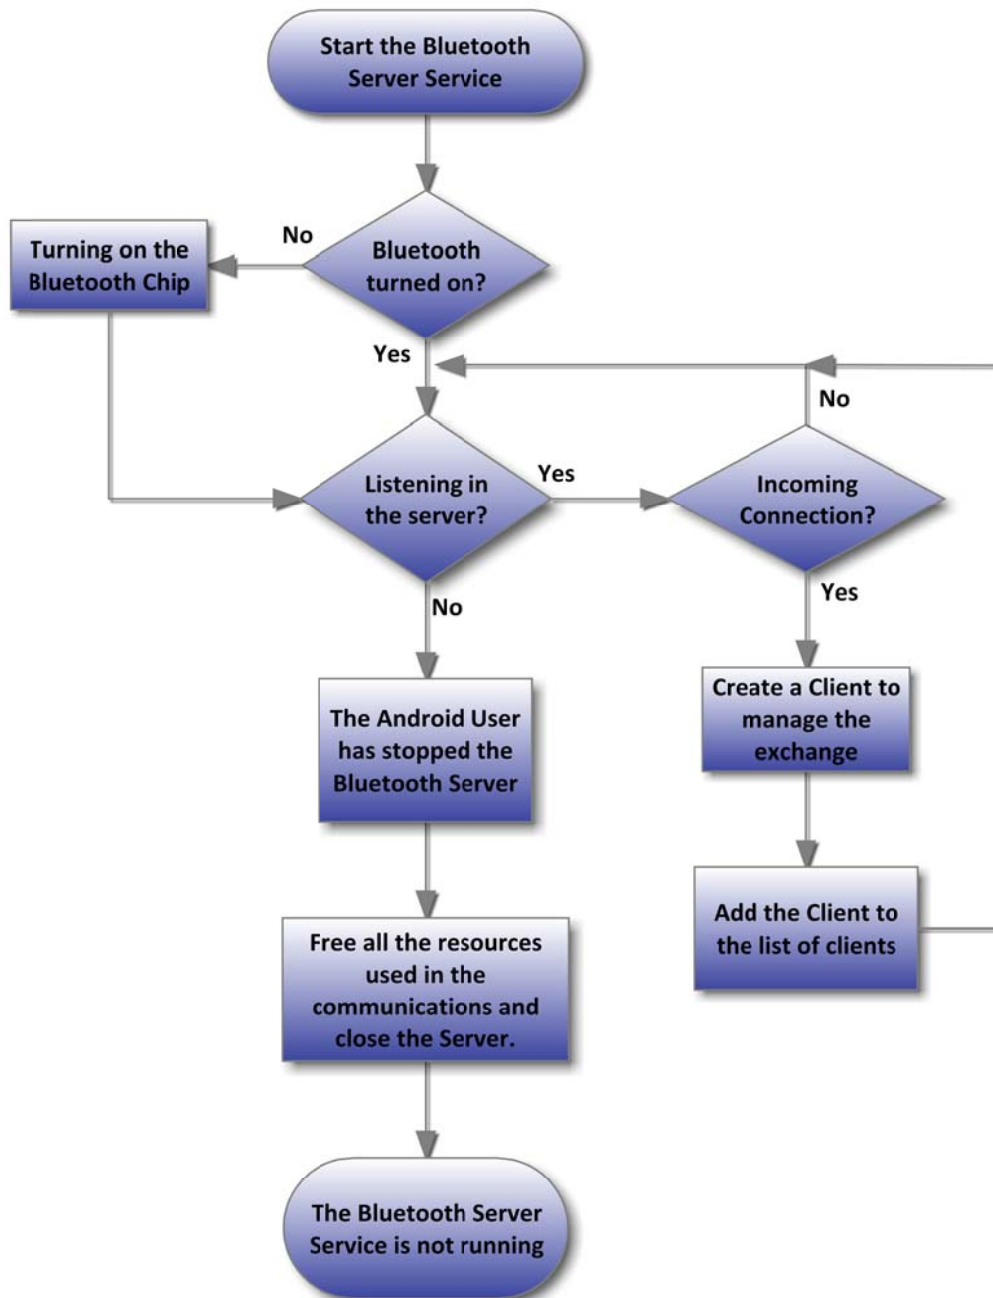 Start the Bluetooth
Server Service
No
Turning on the
Bluetooth Chip
Bluetooth
turned on?
Yes
No
Listening in
the server?
Yes
Incoming
Connection?
No
Yes
The Android User
has stopped the
Bluetooth Server
Create a Client to
manage the
exchange
Add the Client to
the list of clients
Free all the resources
used in the
communications and
close the Server.
The Bluetooth Server
Service is not running